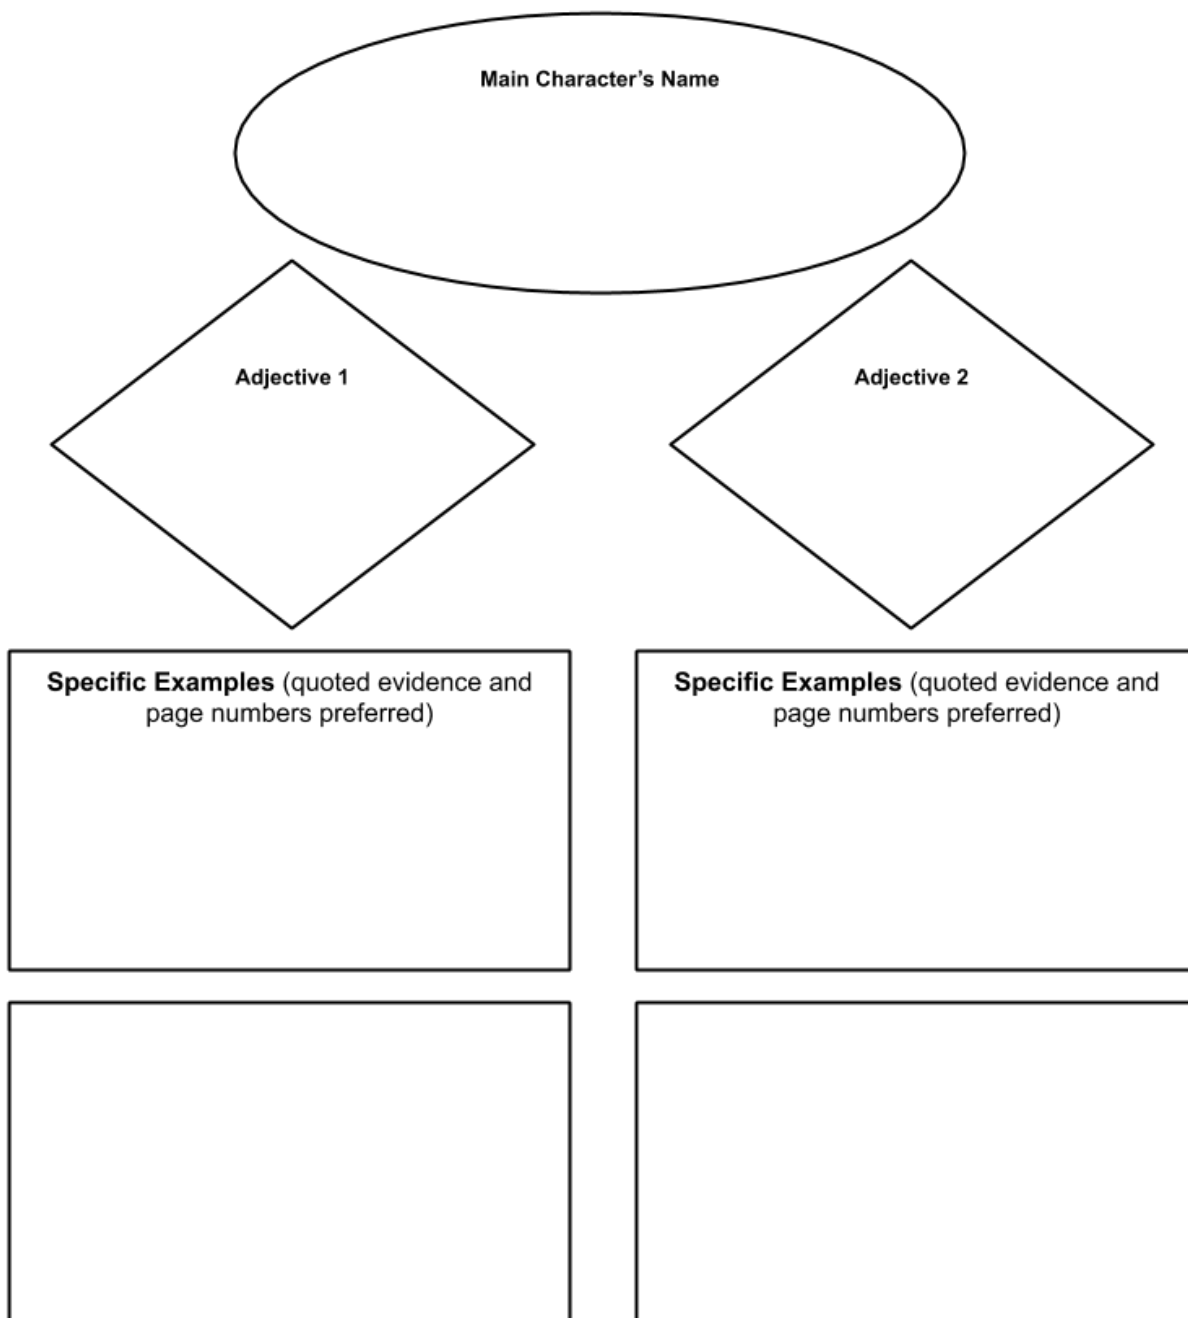 Main Character’s Name
Adjective 1
Adjective 2
Specific Examples (quoted evidence and
page numbers preferred)
Specific Examples (quoted evidence and
page numbers preferred)